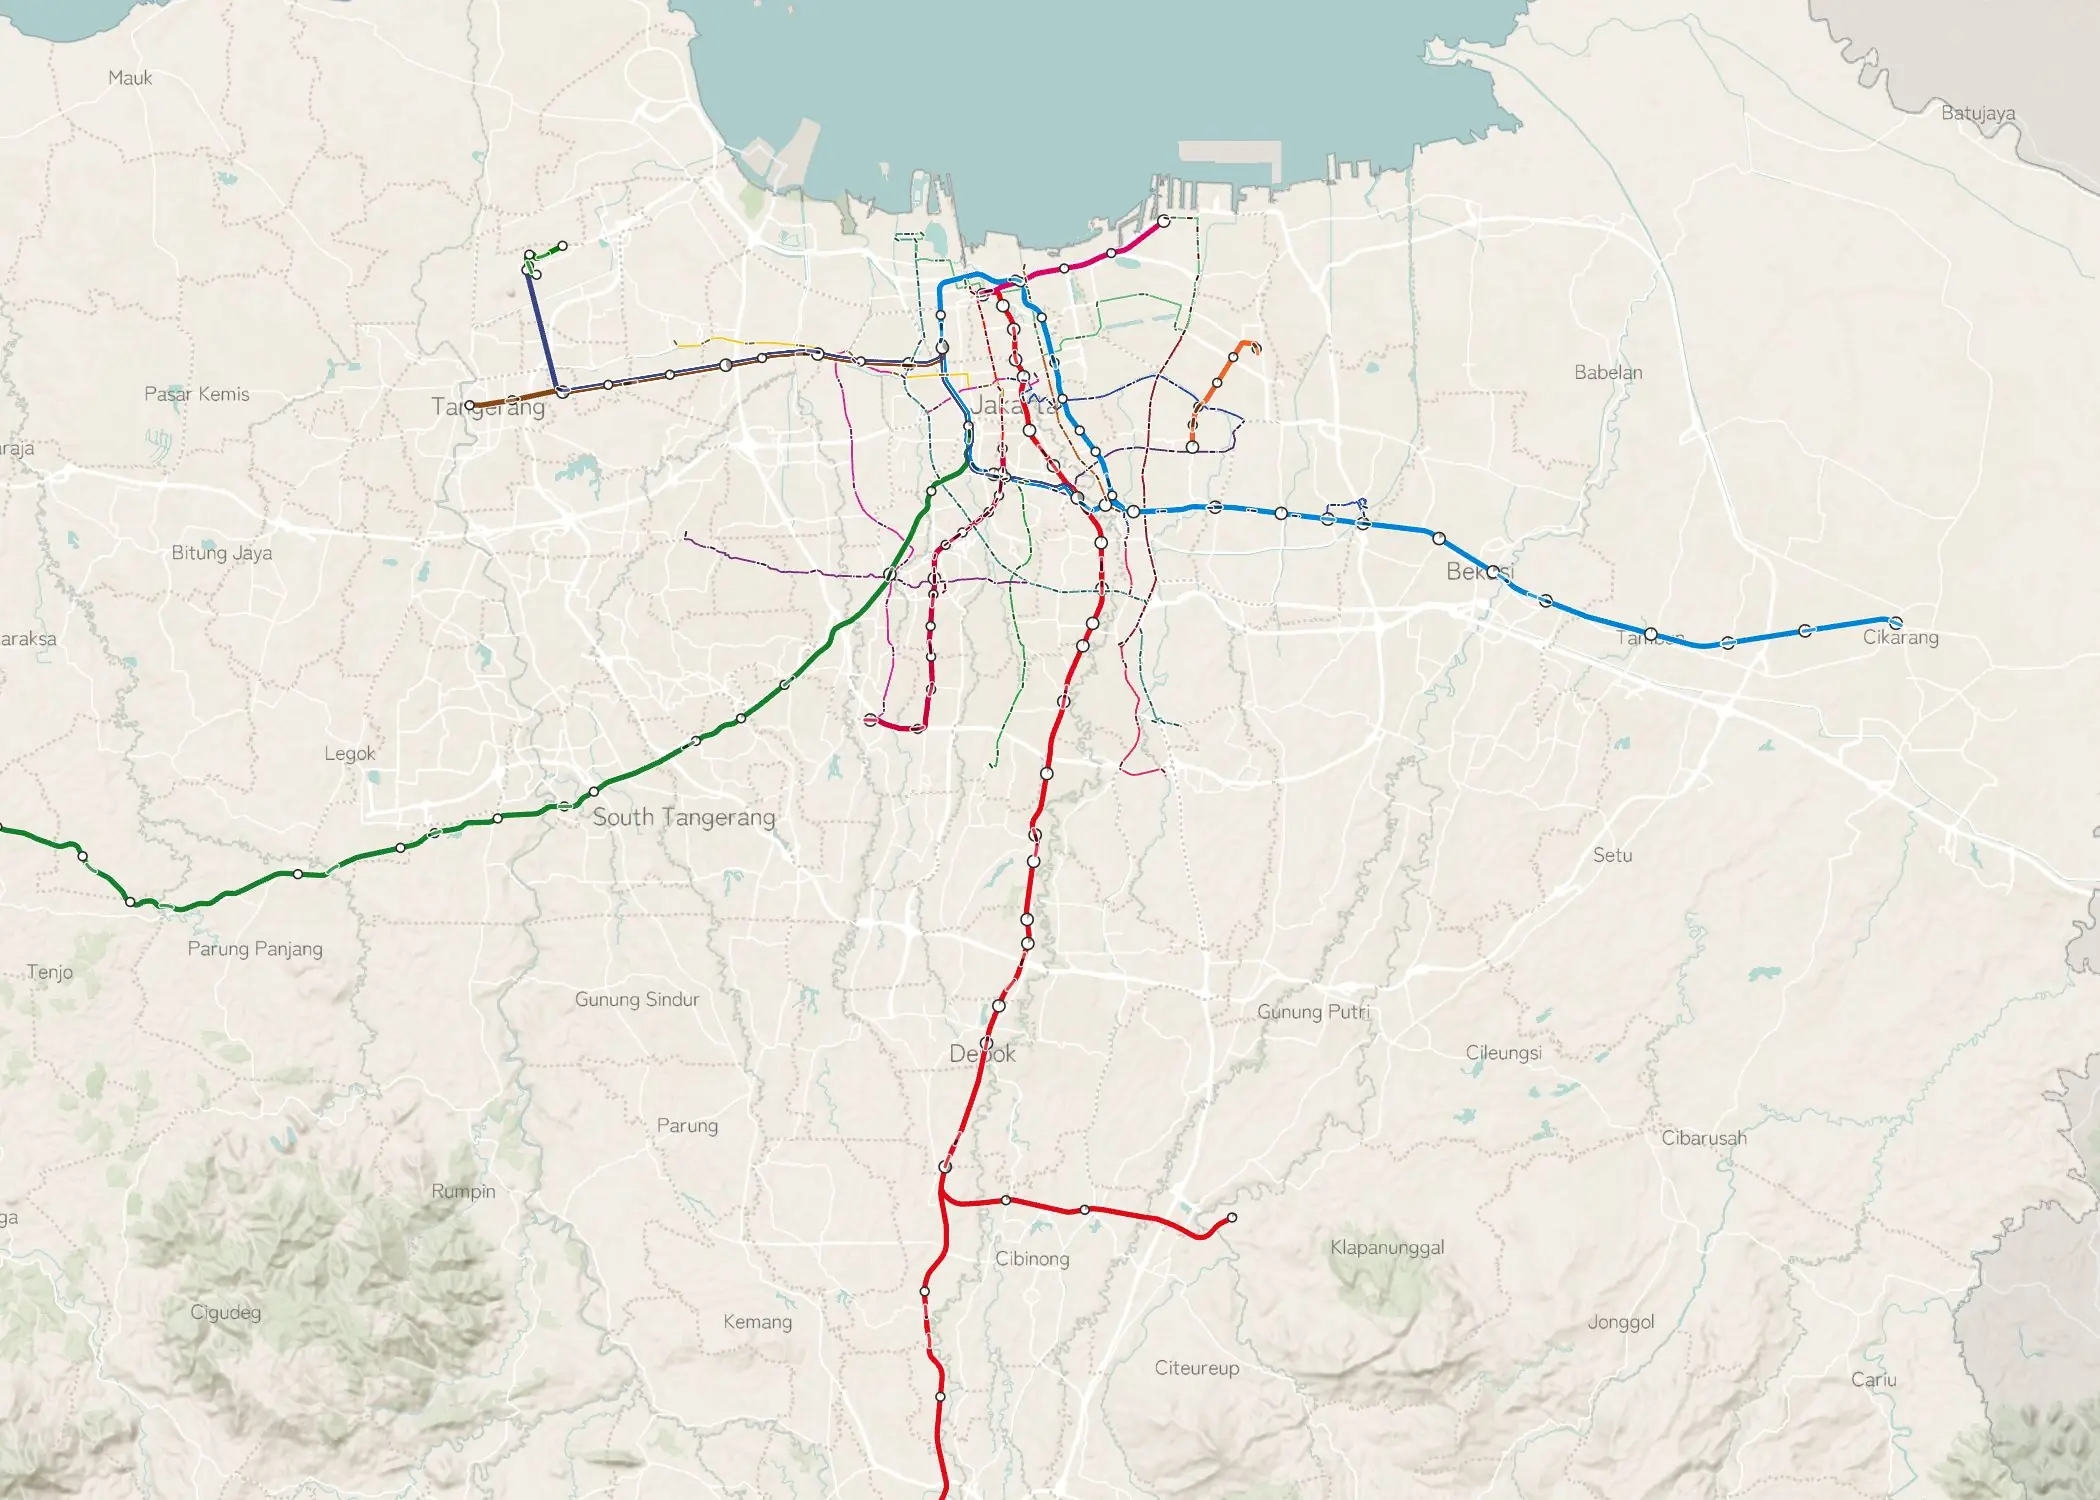 Mauk
Batujaya
Babelan
Pasar Kemis
Tangerang
Jakarta
raja
Bitung Jaya
Bekasi
araksa
Tambun
Cikarang
Legok
South Tangerang
Setu
Parung Panjang
Tenjo
Gunung Sindur
Gunung Putri
Depok
Cileungsi
Parung
Cibarusah
Rumpin
ga
Klapanunggal
Cibinong
Cigudeg
Kemang
Jonggol
Citeureup
Cariu